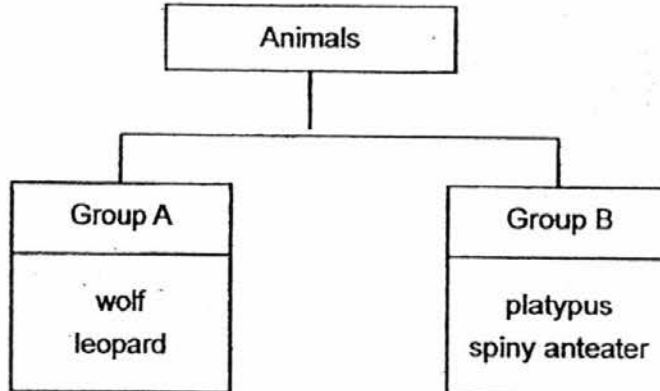 Animals
Group A
wolf
leopard
Group B
platypus
spiny anteater